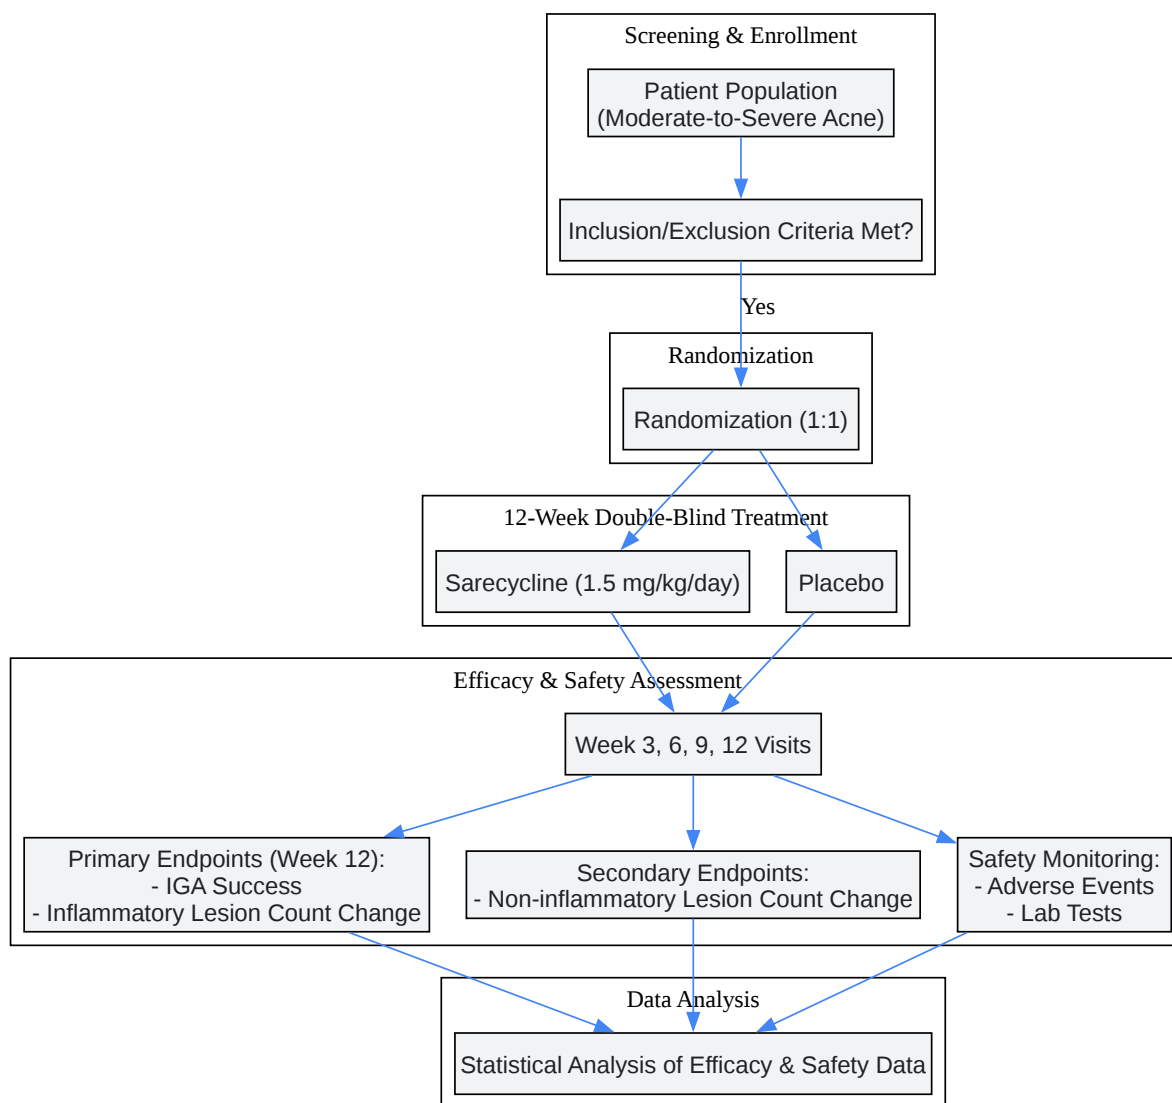 Screening & Enrollment
Patient Population
(Moderate-to-Severe Acne)
Inclusion/Exclusion Criteria Met?
Yes
Randomization
Randomization (1:1)
12-Week Double-Blind Treatment
Sarecycline (1.5 mg/kg/day)
Placebo
Efficacy & Safety Assessment
Week 3, 6, 9, 12 Visits
Primary Endpoints (Week 12):
- IGA Success
- Inflammatory Lesion Count Change
Secondary Endpoints:
- Non-inflammatory Lesion Count Change
Safety Monitoring:
- Adverse Events
- Lab Tests
Data Analysis
Statistical Analysis of Efficacy & Safety Data